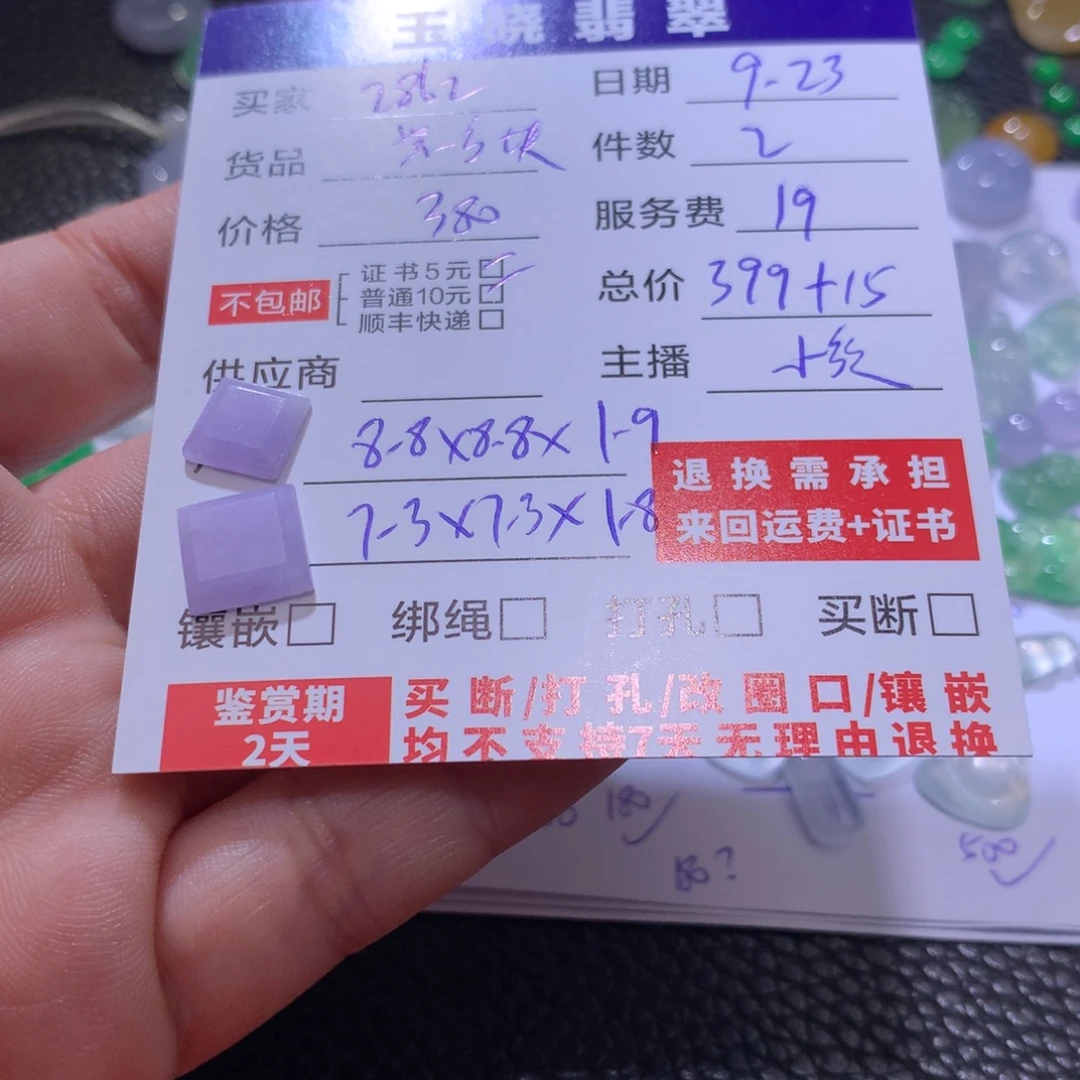 玉晓翡翠
买家 2862 日期 9-23
货品 件数 2
价格 380 服务费 19
不包邮 证书5元☑
普通10元☐
顺丰快递☐
总价 399+15
供应商 主播
8-8x8-8x1-9
7-3x7.3x1-8
退换需承担
来回运费+证书
镶嵌☐ 绑绳☐ 打孔☐ 买断☐
鉴赏期
2天
买断/打孔/改圈口/镶嵌
均不支持7天无理由退换
180
80?
500